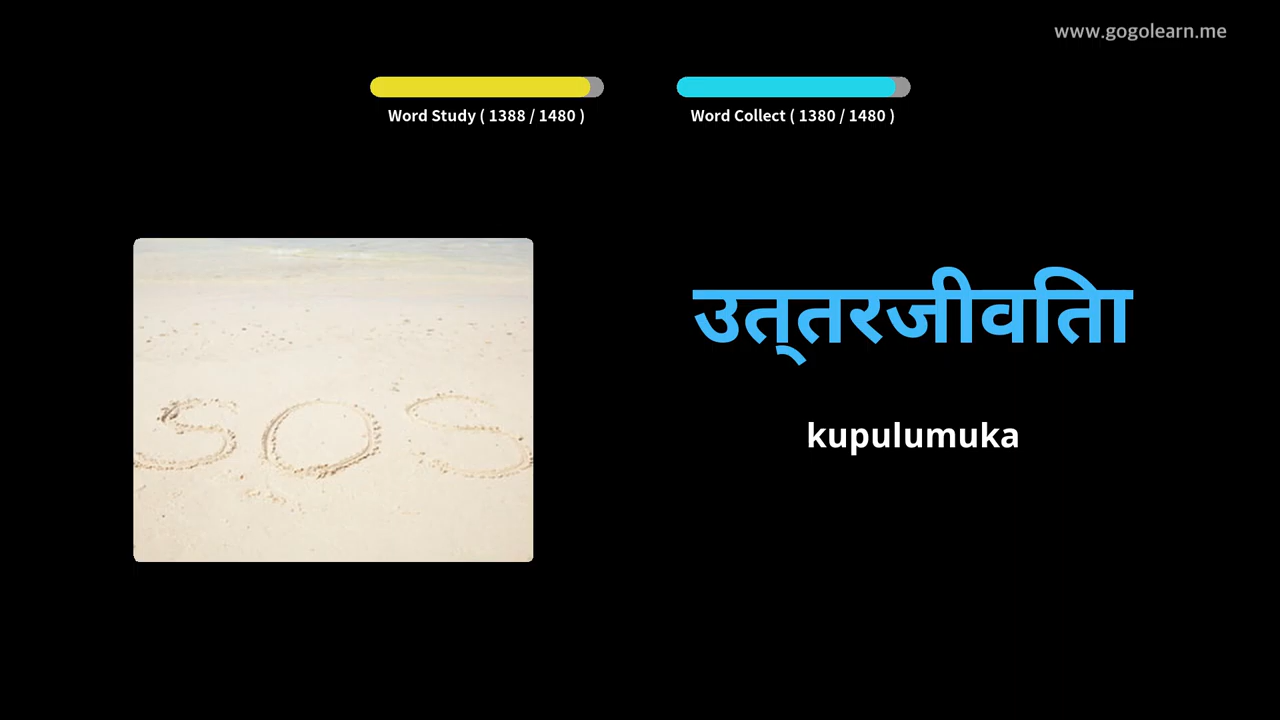 www.gogolearn.me
Word Study ( 1388 / 1480 )
Word Collect ( 1380 / 1480 )
उत्तरजीविता
kupulumuka
SOS